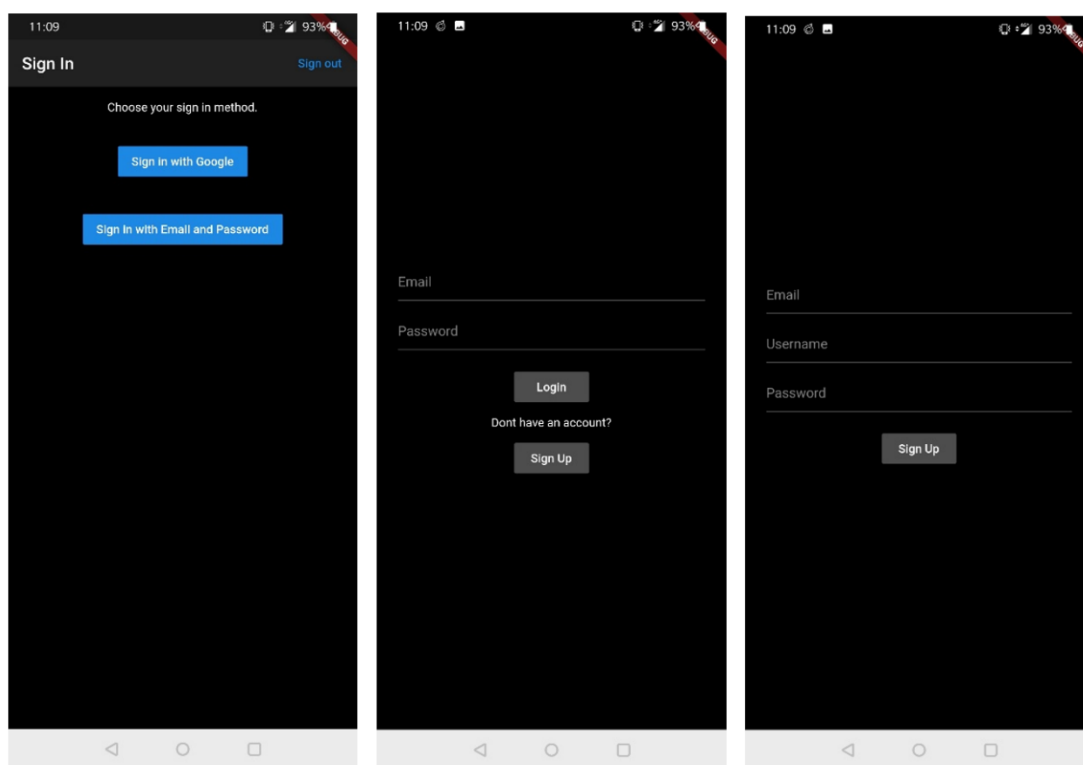 11:09 93%
Sign In Sign out
Choose your sign in method.
Sign in with Google
Sign In with Email and Password
11:09 93%
Email
Password
Login
Dont have an account?
Sign Up
11:09 93%
Email
Username
Password
Sign Up